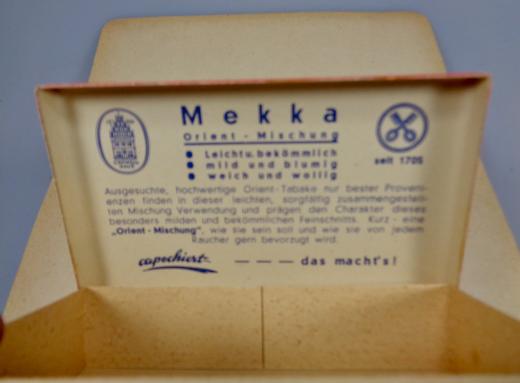 Mekka
Orient - Mischung
seit 1705
● Leicht u. bekömmlich
● mild und blumig
● weich und wollig
Ausgesuchte, hochwertige Orient-Tabake nur bester Proveni-
enzen finden in dieser leichten, sorgfältig zusammengestell-
ten Mischung Verwendung und prägen den Charakter dieses
besonders milden und bekömmlichen Feinschnitts. Kurz - eine
„Orient - Mischung", wie sie sein soll und wie sie von jedem
Raucher gern bevorzugt wird.
capechiert — — — das macht's!